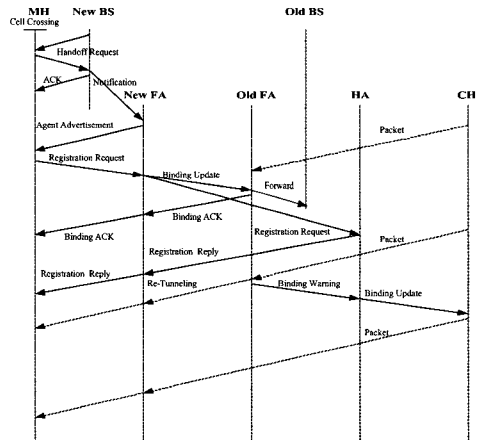 MH New BS Old BS
Cell Crossing
Handoff Request
ACK Notification
New FA Old FA HA CH
Agent Advertisement
Packet
Registration Request
Binding Update
Forward
Binding ACK
Registration Request
Binding ACK
Packet
Registration Reply
Registration Reply
Re-Tunneling
Binding Warning
Binding Update
Packet